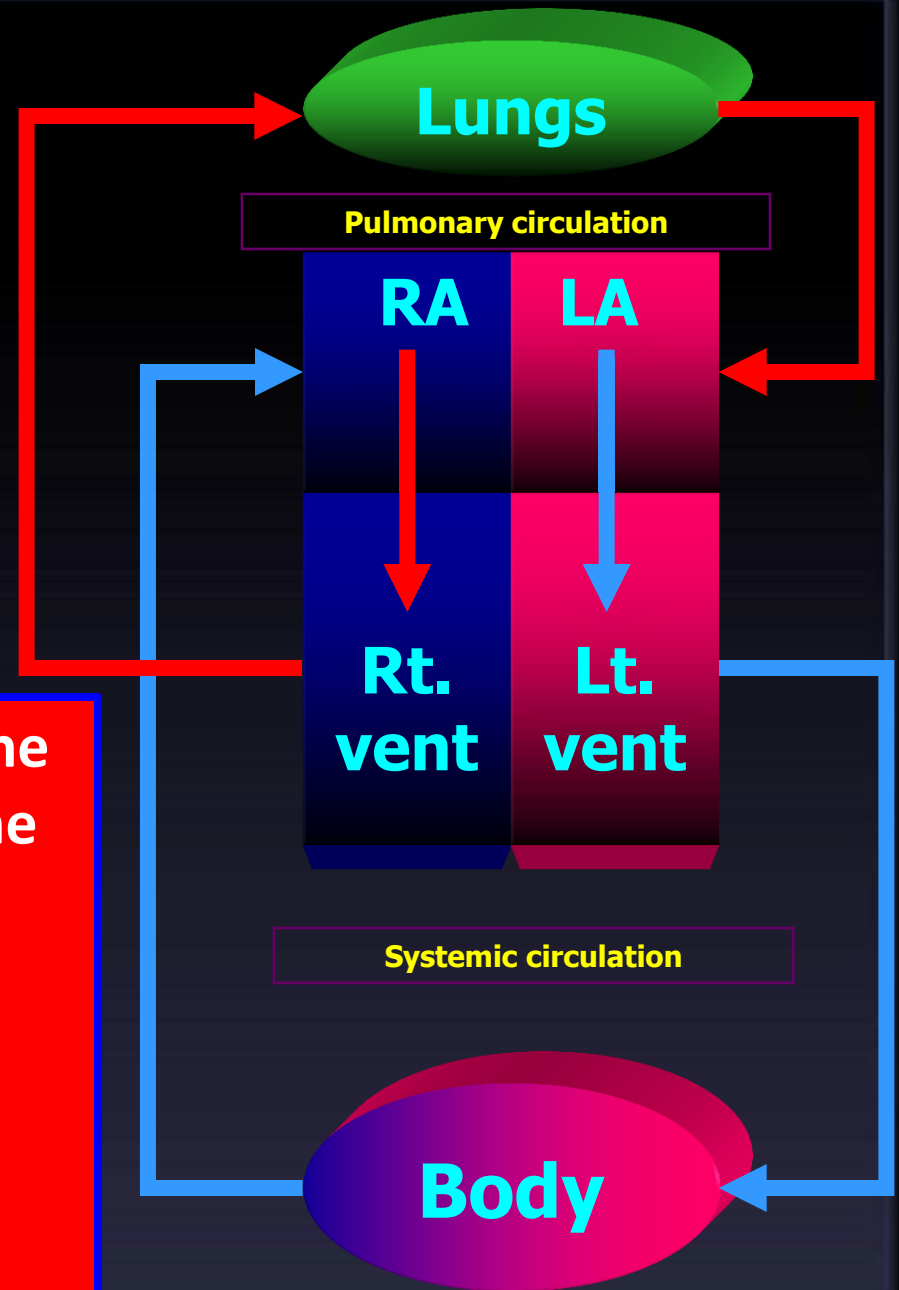 Lungs
Pulmonary circulation
RA LA
Rt. Lt.
vent vent
Systemic circulation
Body